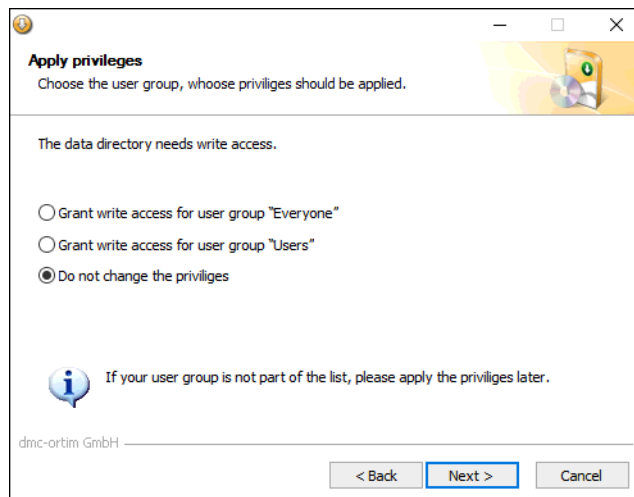 Apply privileges
Choose the user group, whoose priviliges should be applied.
The data directory needs write access.
Grant write access for user group "Everyone"
Grant write access for user group "Users"
Do not change the priviliges
If your user group is not part of the list, please apply the priviliges later.
dmc-ortim GmbH
< Back
Next >
Cancel